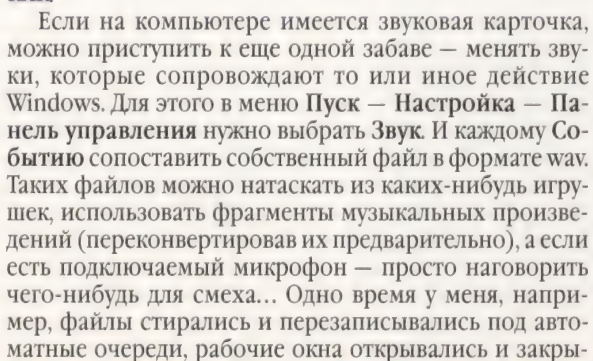 Если на компьютере имеется звуковая карточка,
можно приступить к еще одной забаве — менять зву-
ки, которые сопровождают то или иное действие
Windows. Для этого в меню Пуск — Настройка — Па-
нель управления нужно выбрать Звук. И каждому Со-
бытию сопоставить собственный файл в формате wav.
Таких файлов можно натаскать из каких-нибудь игру-
шек, использовать фрагменты музыкальных произве-
дений (переконвертировав их предварительно), а если
есть подключаемый микрофон — просто наговорить
чего-нибудь для смеха... Одно время у меня, напри-
мер, файлы стирались и перезаписывались под авто-
матные очереди, рабочие окна открывались и закры-